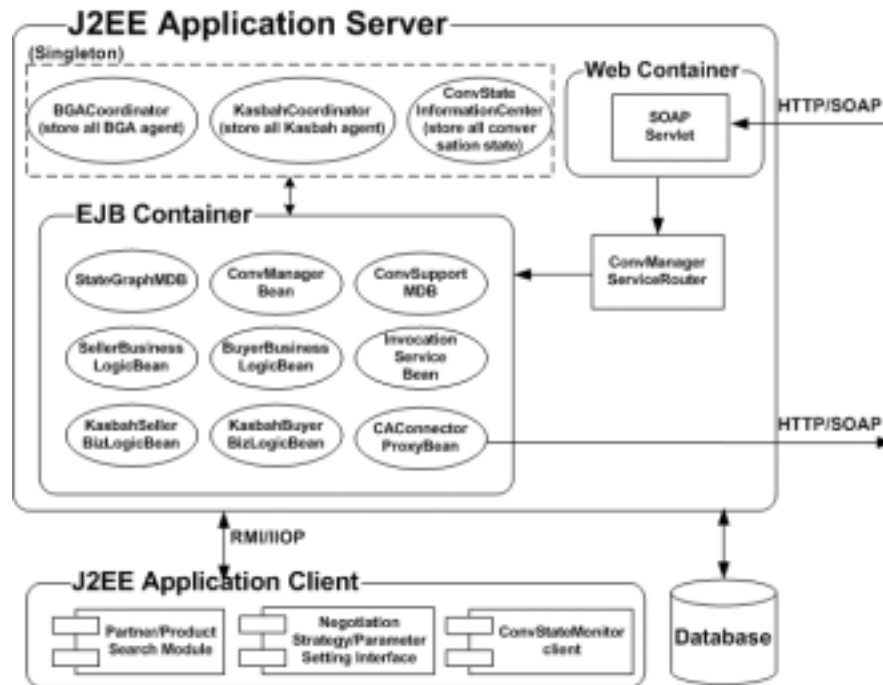 J2EE Application Server
(Singleton)
BGACoordinator
(store all BGA agent)
KasbahCoordinator
(store all Kasbah agent)
ConvState
InformationCenter
(store all conver
sation state)
Web Container
SOAP
Servlet
HTTP/SOAP
EJB Container
StateGraphMDB
ConvManager
Bean
ConvSupport
MDB
ConvManager
ServiceRouter
SellerBusiness
LogicBean
BuyerBusiness
LogicBean
Invocation
Service
Bean
KasbahSeller
BizLogicBean
KasbahBuyer
BizLogicBean
CAConnector
ProxyBean
HTTP/SOAP
RMI/IIOP
J2EE Application Client
Partner/Product
Search Module
Negotiation
Strategy/Parameter
Setting Interface
ConvStateMonitor
client
Database